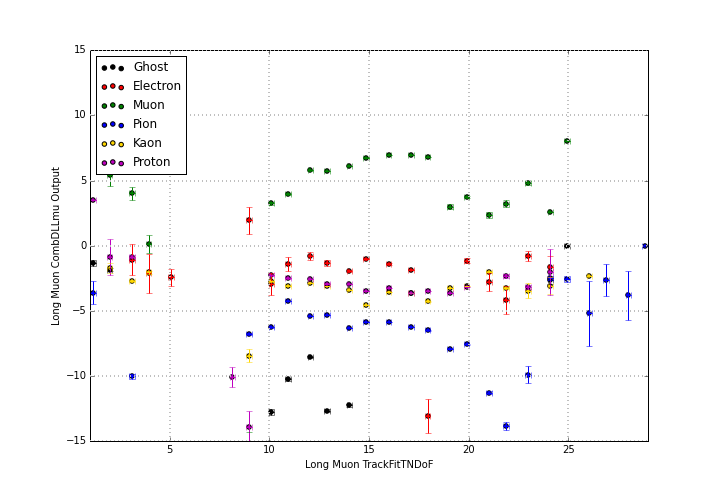 15
10
5
0
−5
−10
−15
Long Muon CombDLLmu Output
Ghost
Electron
Muon
Pion
Kaon
Proton
5
10
15
20
25
Long Muon TrackFitTNDoF